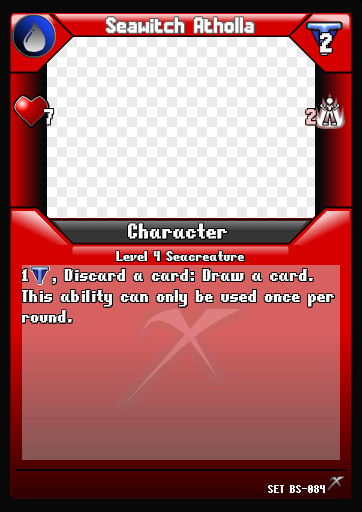 Seawitch Atholla
2
7
2
Character
Level 4 Seacreature
1, Discard a card: Draw a card.
This ability can only be used once per
round.
SET BS-084